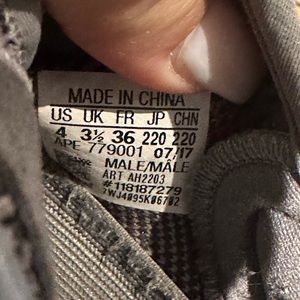 MADE IN CHINA
US UK FR JP CHN
4 3½ 36 220 220
APE 779001 07/17
MALE/MÂLE
ART AH2203
#118187279